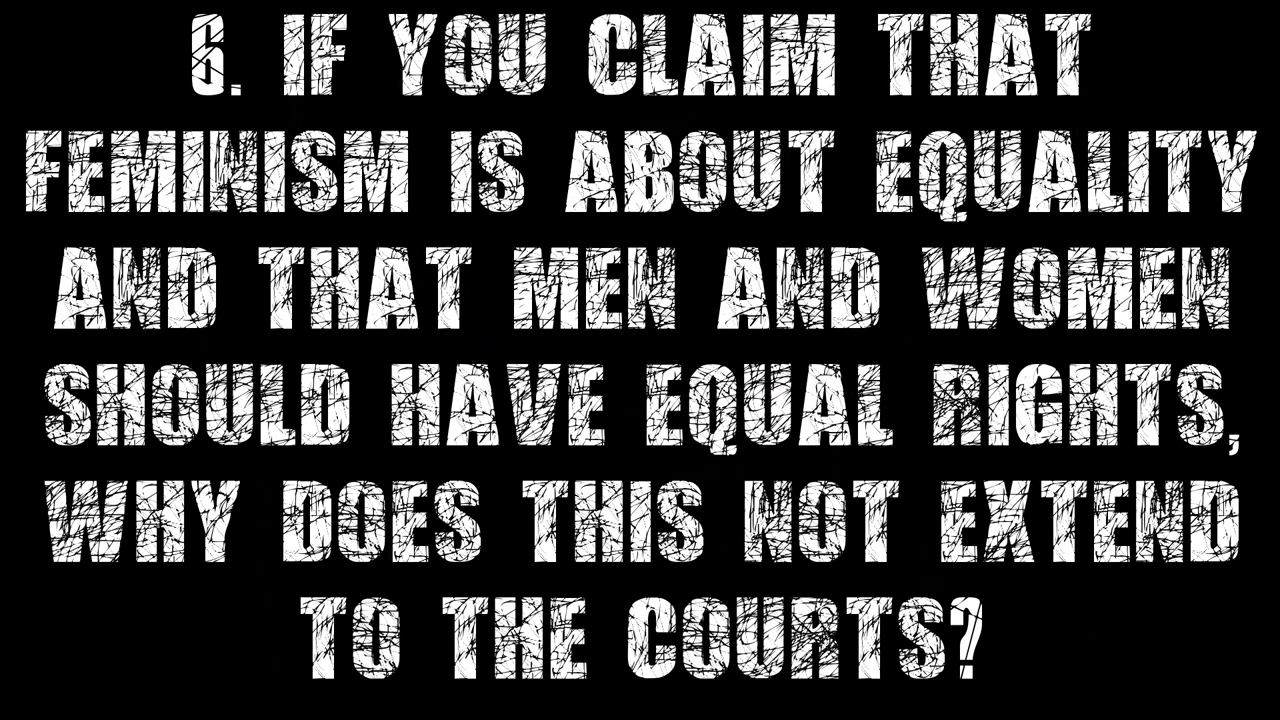 6. IF YOU CLAIM THAT
FEMINISM IS ABOUT EQUALITY
AND THAT MEN AND WOMEN
SHOULD HAVE EQUAL RIGHTS,
WHY DOES THIS NOT EXTEND
TO THE COURTS?